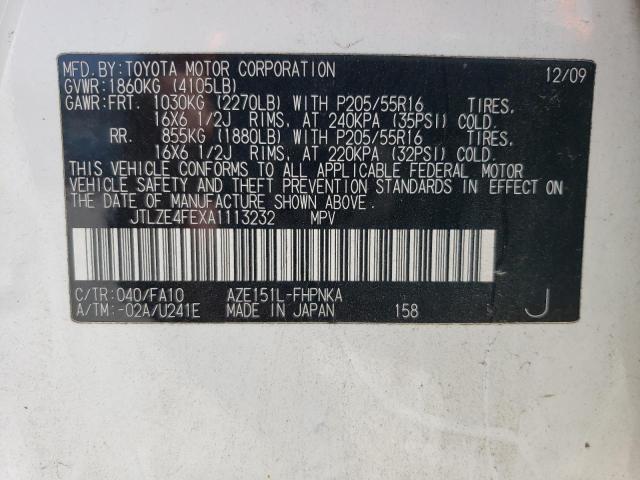 MFD. BY: TOYOTA MOTOR CORPORATION 12/09
GVWR: 1860KG (4105LB)
GAWR: FRT. 1030KG (2270LB) WITH P205/55R16 TIRES,
16X6 1/2J RIMS, AT 240KPA (35PSI) COLD.
RR. 855KG (1880LB) WITH P205/55R16 TIRES,
16X6 1/2J RIMS, AT 220KPA (32PSI) COLD.
THIS VEHICLE CONFORMS TO ALL APPLICABLE FEDERAL MOTOR
VEHICLE SAFETY AND THEFT PREVENTION STANDARDS IN EFFECT ON
THE DATE OF MANUFACTURE SHOWN ABOVE.
JTLZE4FEXA1113232 MPV
C/TR: 040/FA10 AZE151L-FHPNKA J
A/TM: -02A/U241E MADE IN JAPAN 158